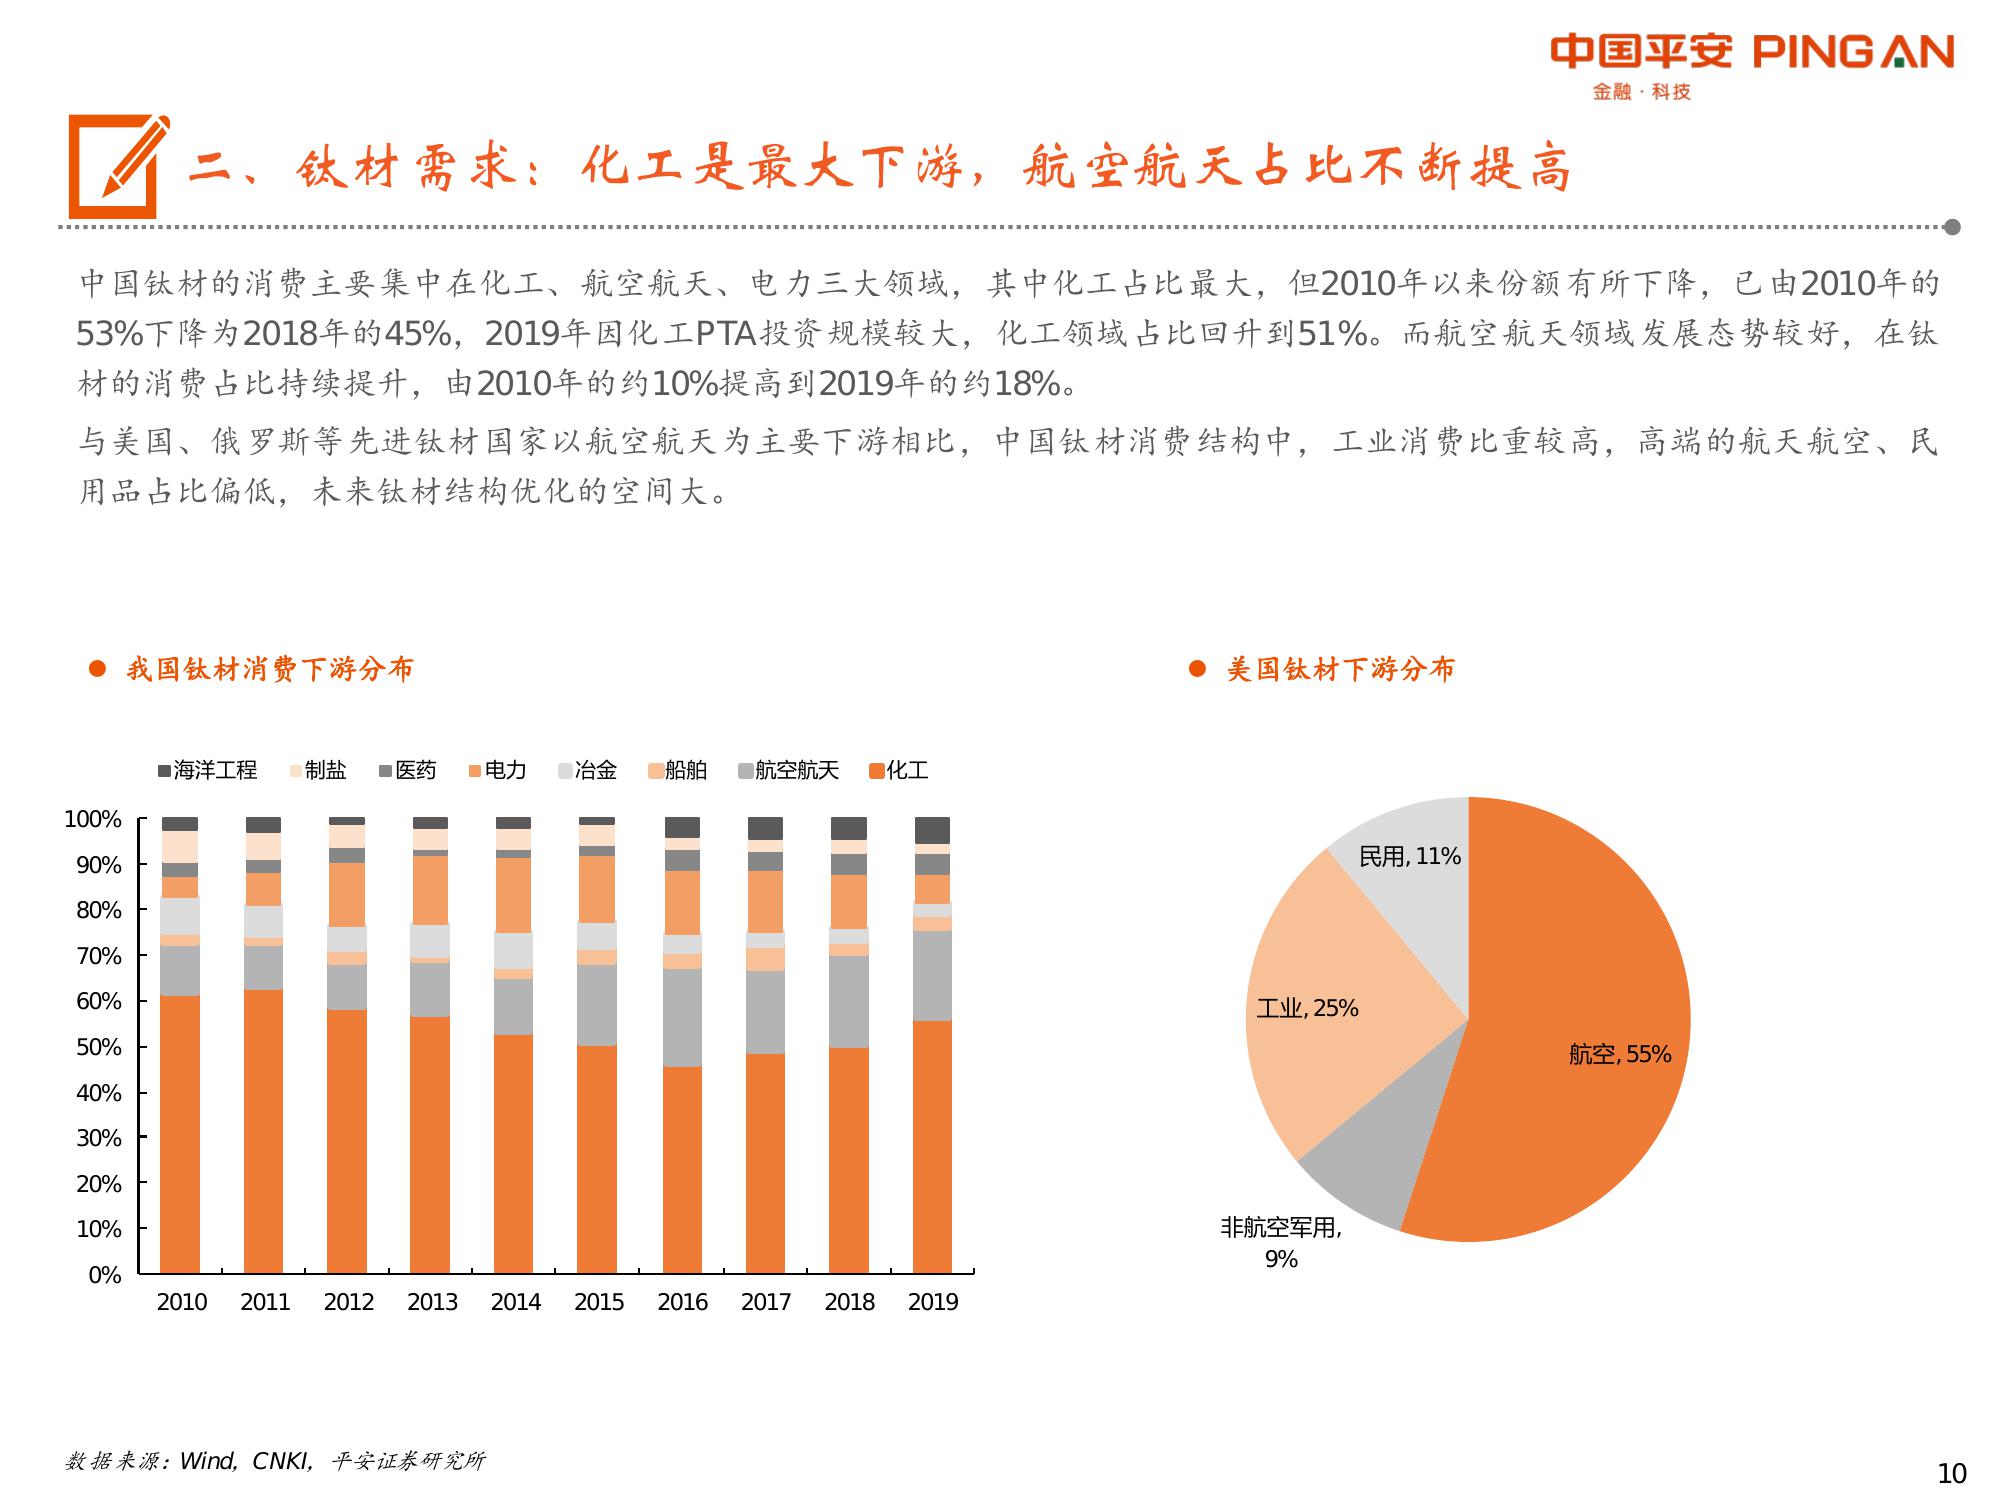 中国平安 PINGAN
金融·科技
二、钛材需求：化工是最大下游，航空航天占比不断提高
中国钛材的消费主要集中在化工、航空航天、电力三大领域，其中化工占比最大，但2010年以来份额有所下降，已由2010年的
53%下降为2018年的45%，2019年因化工PTA投资规模较大，化工领域占比回升到51%。而航空航天领域发展态势较好，在钛
材的消费占比持续提升，由2010年的约10%提高到2019年的约18%。
与美国、俄罗斯等先进钛材国家以航空航天为主要下游相比，中国钛材消费结构中，工业消费比重较高，高端的航天航空、民
用品占比偏低，未来钛材结构优化的空间大。
我国钛材消费下游分布
海洋工程 制盐 医药 电力 冶金 船舶 航空航天 化工
100%
90%
80%
70%
60%
50%
40%
30%
20%
10%
0%
2010 2011 2012 2013 2014 2015 2016 2017 2018 2019
美国钛材下游分布
民用, 11%
工业, 25%
航空, 55%
非航空军用,
9%
数据来源：Wind，CNKI，平安证券研究所
10